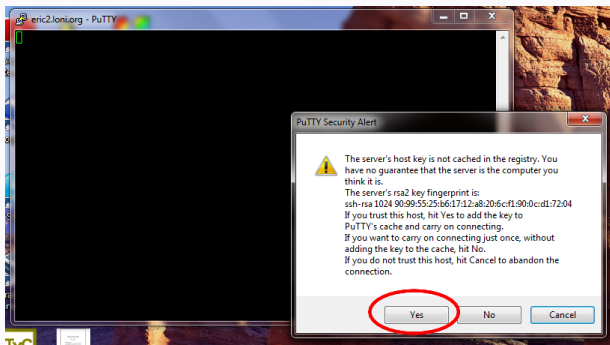 eric2.loni.org - PuTTY
PuTTY Security Alert
The server's host key is not cached in the registry. You
have no guarantee that the server is the computer you
think it is.
The server's rsa2 key fingerprint is:
ssh-rsa 1024 90:99:55:25:b6:17:12:a8:20:6c:f1:90:0c:d1:72:04
If you trust this host, hit Yes to add the key to
PuTTY's cache and carry on connecting.
If you want to carry on connecting just once, without
adding the key to the cache, hit No.
If you do not trust this host, hit Cancel to abandon the
connection.
Yes
No
Cancel